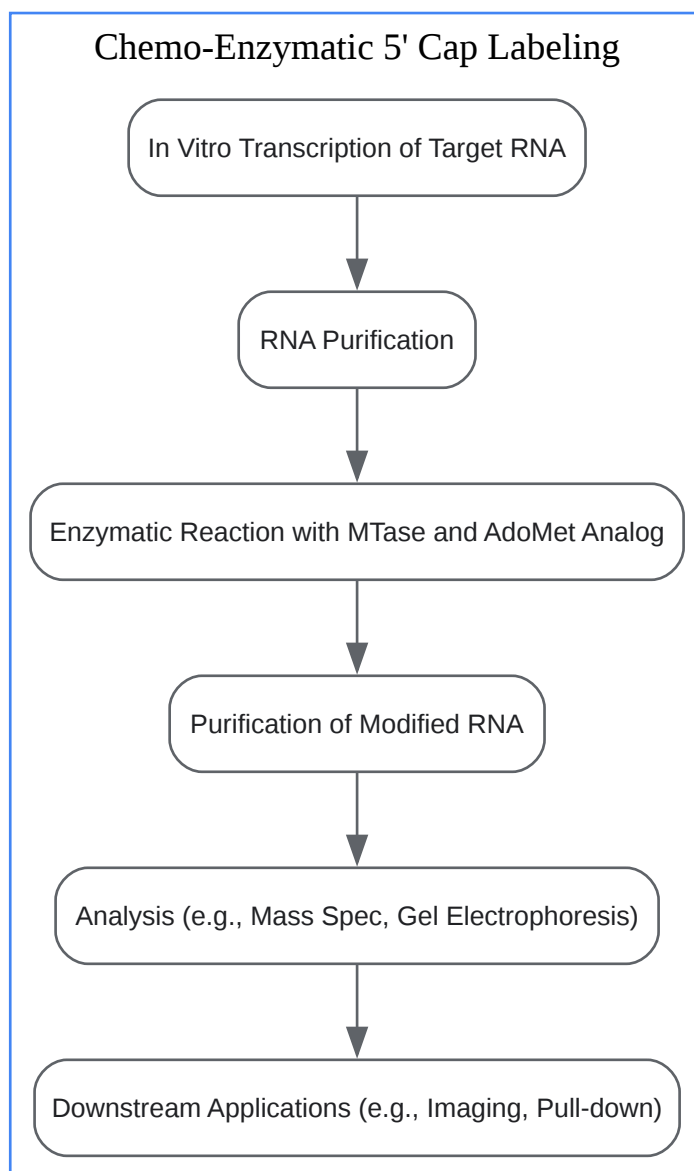 Chemo-Enzymatic 5' Cap Labeling
In Vitro Transcription of Target RNA
RNA Purification
Enzymatic Reaction with MTase and AdoMet Analog
Purification of Modified RNA
Analysis (e.g., Mass Spec, Gel Electrophoresis)
Downstream Applications (e.g., Imaging, Pull-down)